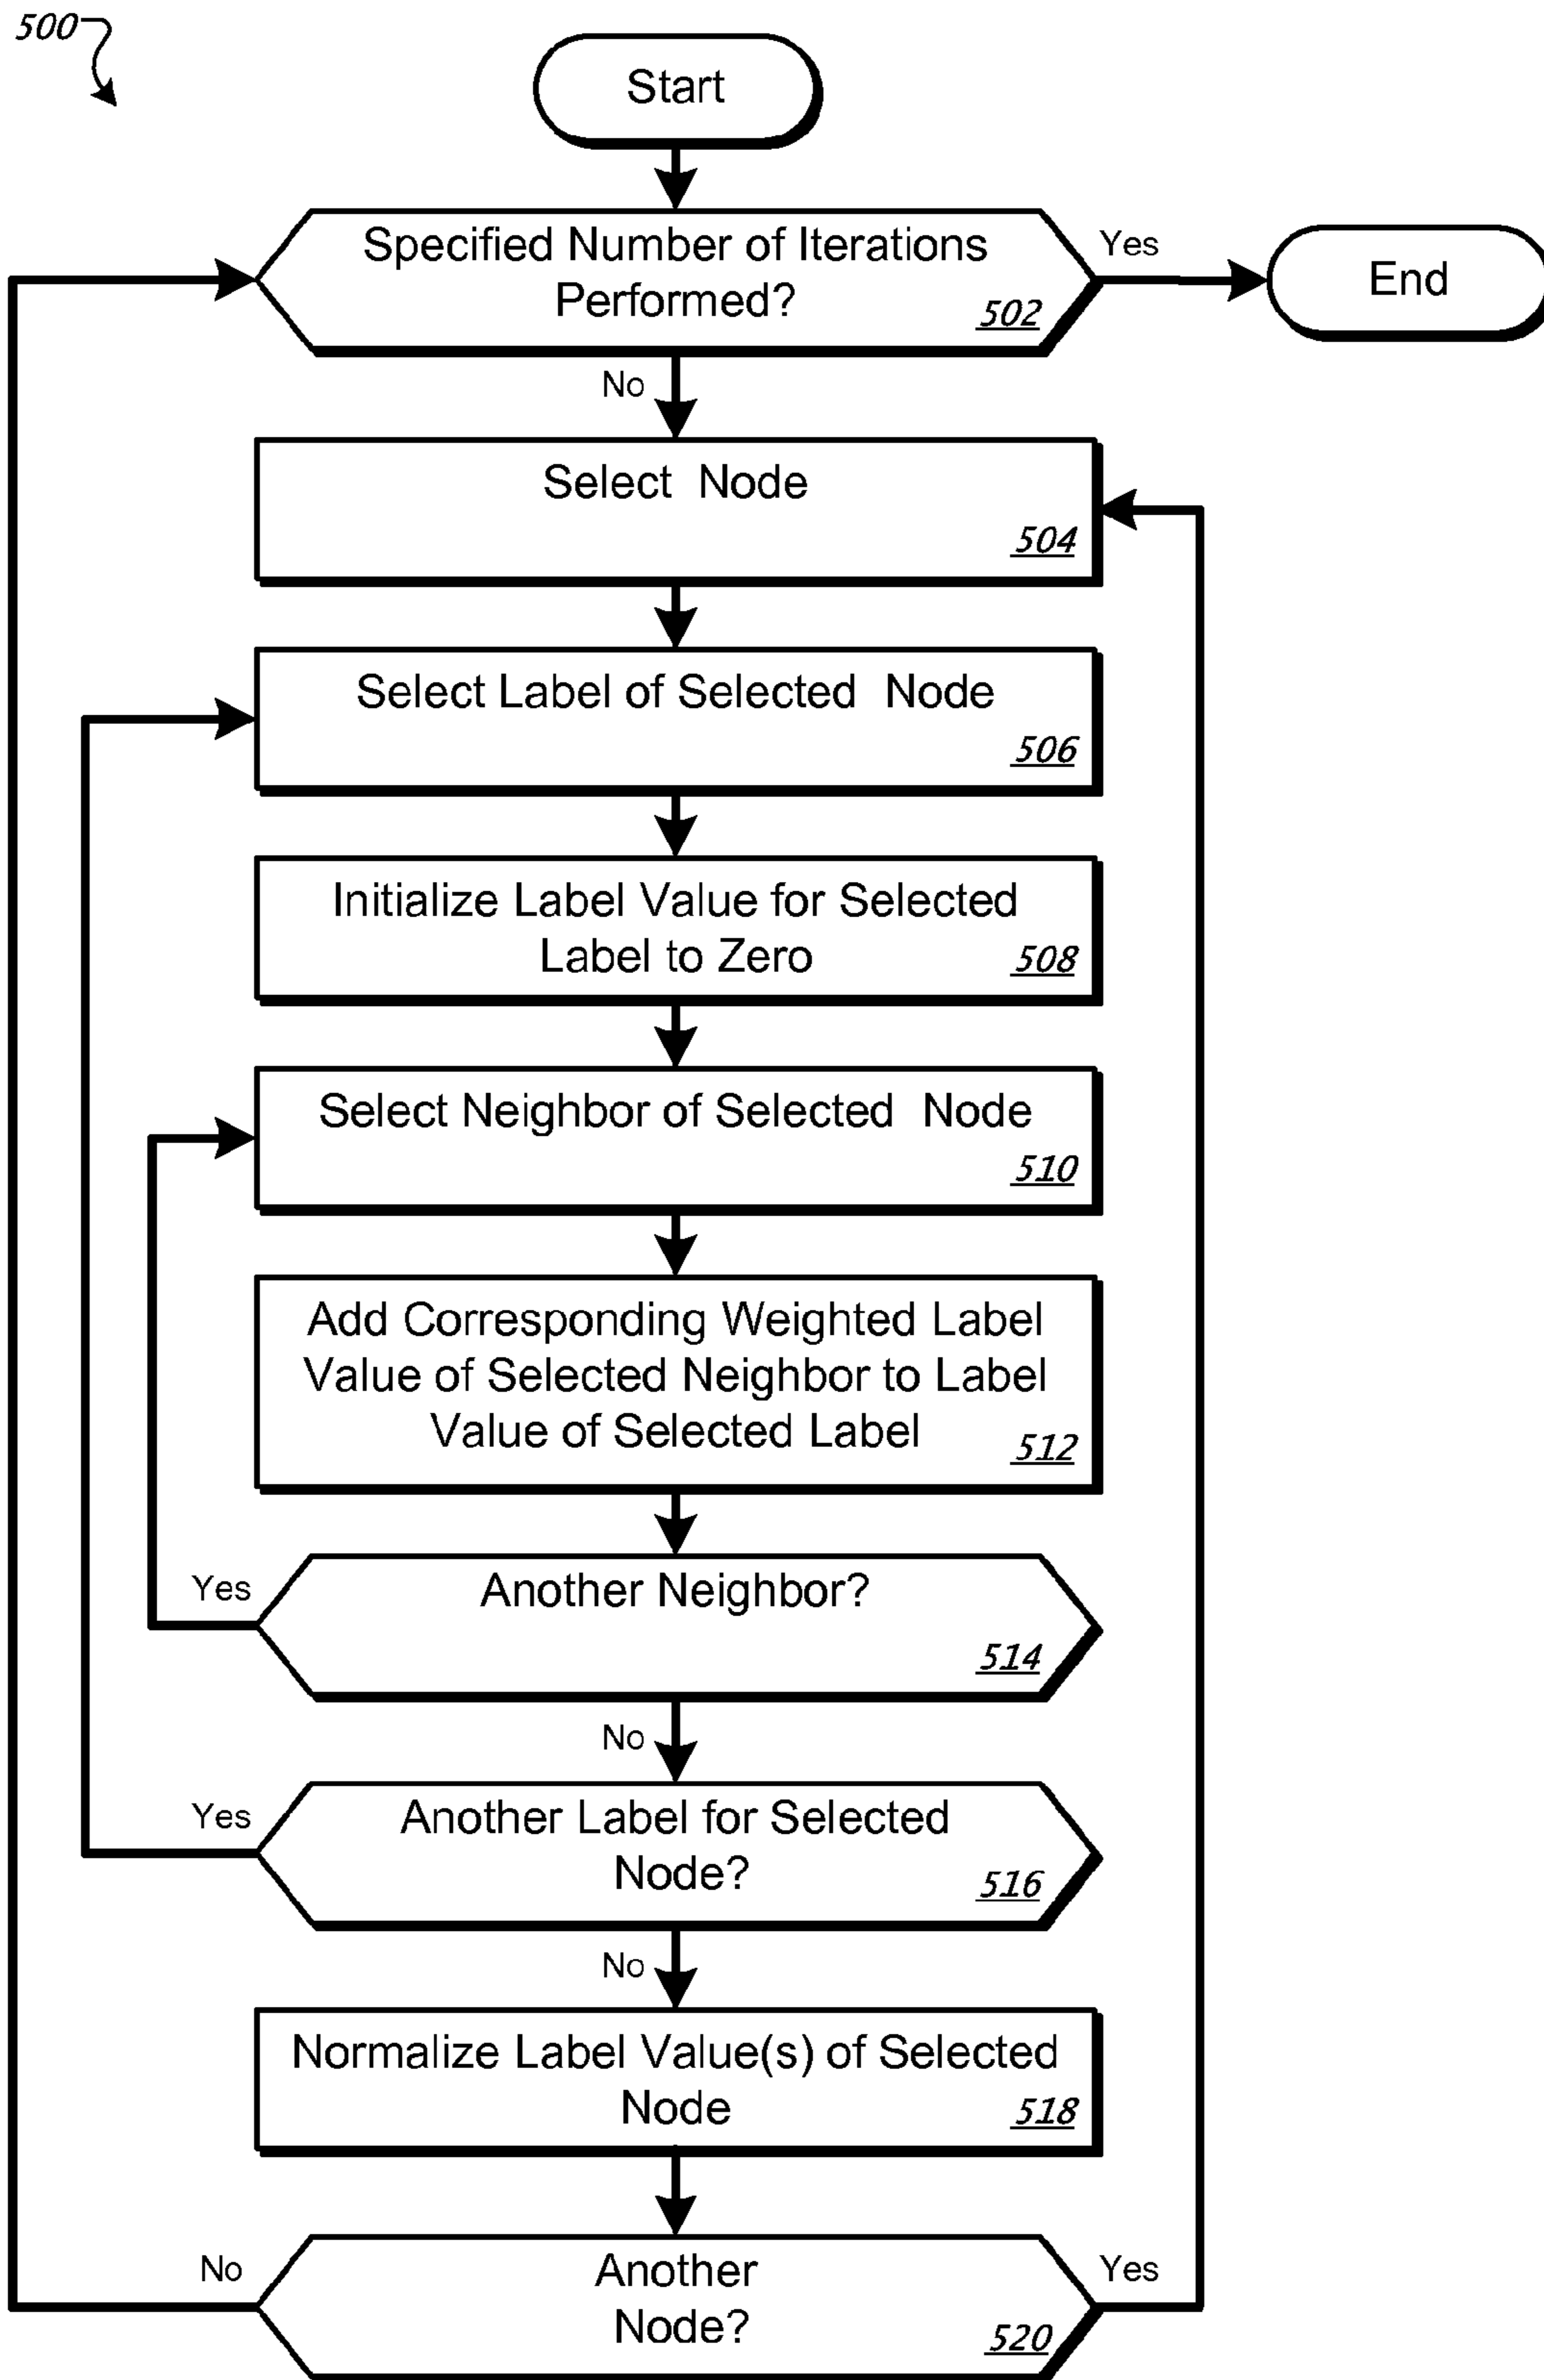 500
Start
Specified Number of Iterations
Performed?
502
Yes
End
No
Select Node
504
Select Label of Selected Node
506
Initialize Label Value for Selected
Label to Zero
508
Select Neighbor of Selected Node
510
Add Corresponding Weighted Label
Value of Selected Neighbor to Label
Value of Selected Label
512
Yes
Another Neighbor?
514
No
Yes
Another Label for Selected
Node?
516
No
Normalize Label Value(s) of Selected
Node
518
No
Another
Node?
520
Yes